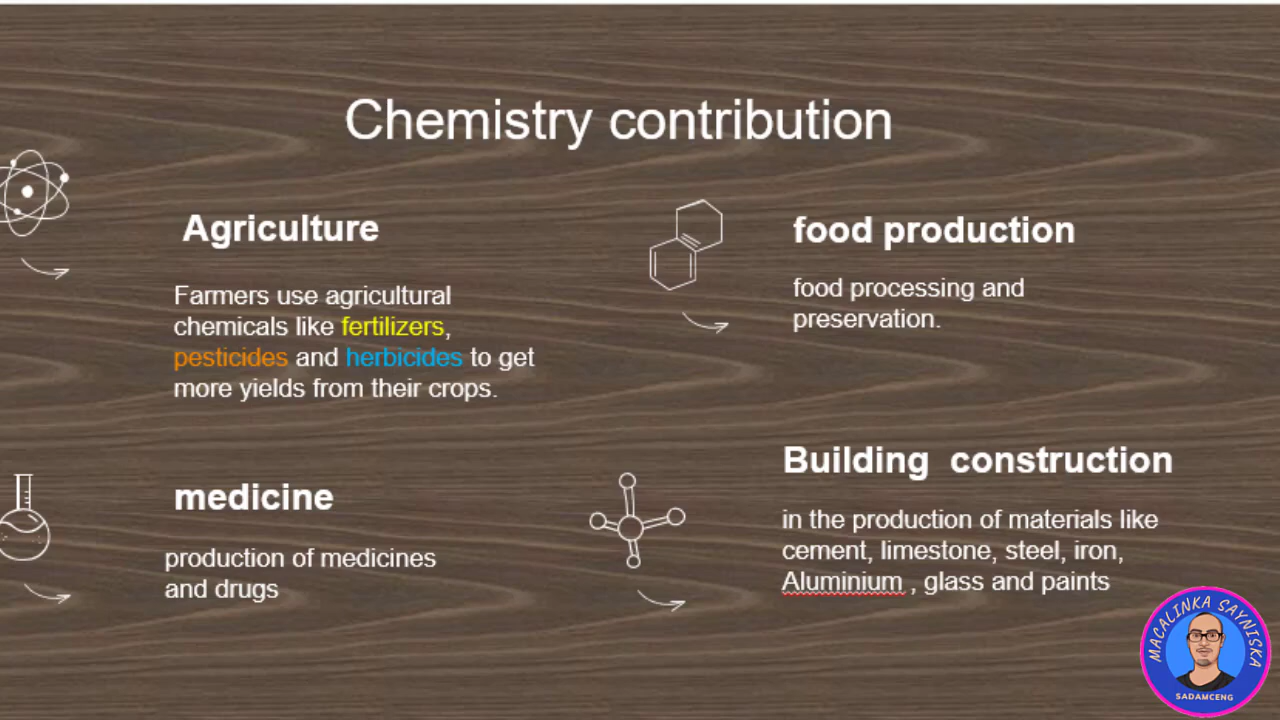 Chemistry contribution
Agriculture
Farmers use agricultural
chemicals like fertilizers,
pesticides and herbicides to get
more yields from their crops.
food production
food processing and
preservation.
medicine
production of medicines
and drugs
Building construction
in the production of materials like
cement, limestone, steel, iron,
Aluminium , glass and paints
MACALINKA SAYNISKA
SADAMCENG